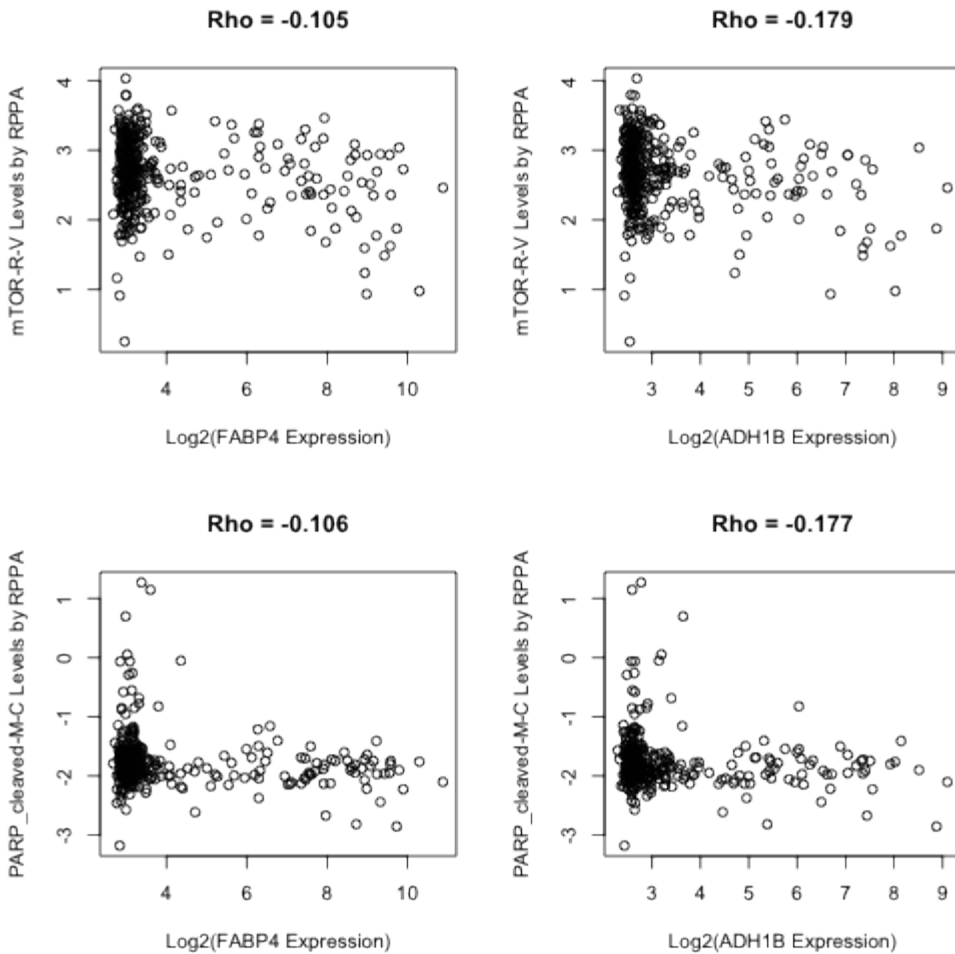 Rho = -0.105
mTOR-R-V Levels by RPPA
4
3
2
1
4 6 8 10
Log2(FABP4 Expression)
Rho = -0.179
mTOR-R-V Levels by RPPA
4
3
2
1
3 4 5 6 7 8 9
Log2(ADH1B Expression)
Rho = -0.106
PARP_cleaved-M-C Levels by RPPA
1
0
-1
-2
-3
4 6 8 10
Log2(FABP4 Expression)
Rho = -0.177
PARP_cleaved-M-C Levels by RPPA
1
0
-1
-2
-3
3 4 5 6 7 8 9
Log2(ADH1B Expression)